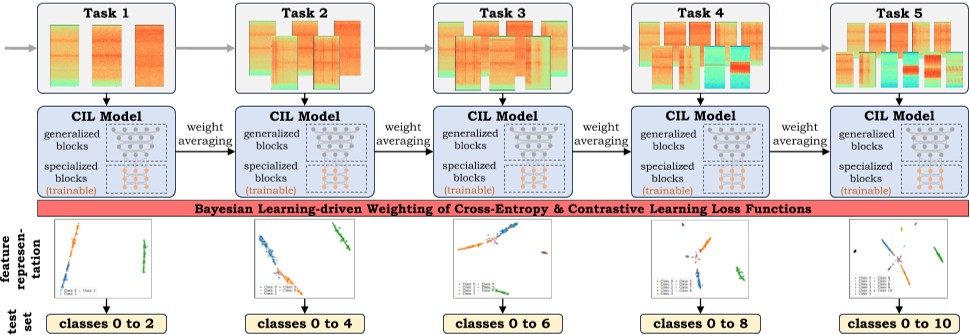 Task 1
Task 2
Task 3
Task 4
Task 5
CIL Model
generalized
blocks
specialized
blocks
(trainable)
weight
averaging
CIL Model
generalized
blocks
specialized
blocks
(trainable)
weight
averaging
CIL Model
generalized
blocks
specialized
blocks
(trainable)
weight
averaging
CIL Model
generalized
blocks
specialized
blocks
(trainable)
weight
averaging
CIL Model
generalized
blocks
specialized
blocks
(trainable)
Bayesian Learning-driven Weighting of Cross-Entropy & Contrastive Learning Loss Functions
feature
represen-
tation
test
set
classes 0 to 2
classes 0 to 4
classes 0 to 6
classes 0 to 8
classes 0 to 10